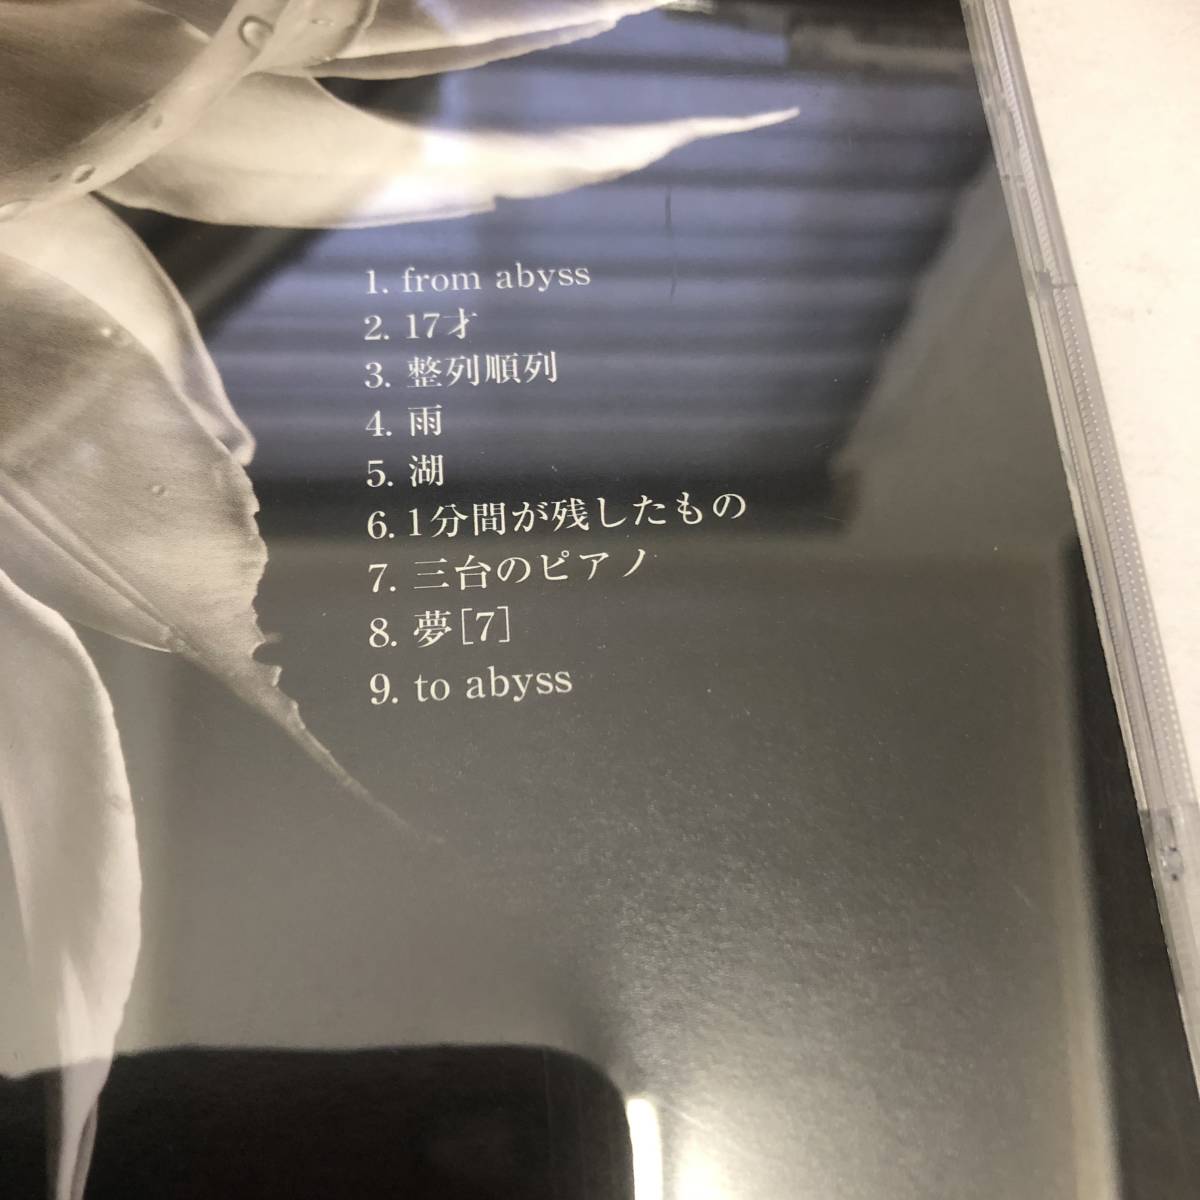 1. from abyss
2. 17才
3. 整列順列
4. 雨
5. 湖
6. 1分間が残したもの
7. 三台のピアノ
8. 夢[7]
9. to abyss